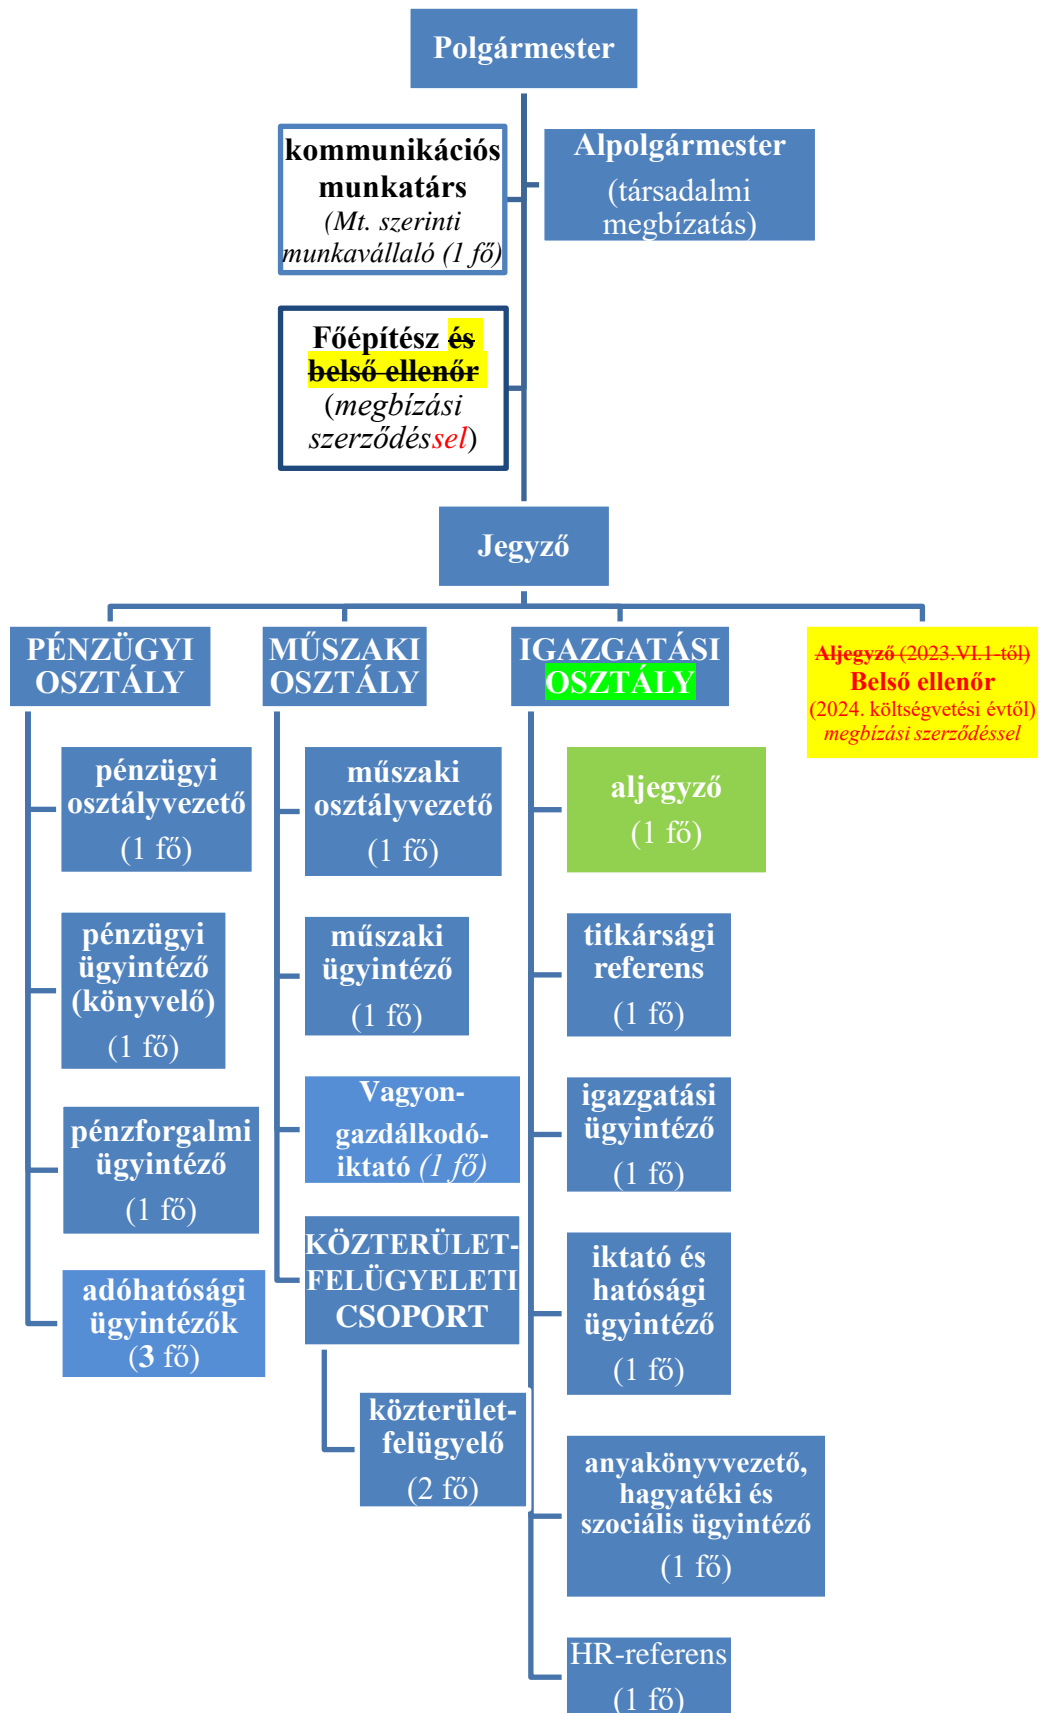 Polgármester
kommunikációs
munkatárs
(Mt. szerinti
munkavállaló (1 fő)
Alpolgármester
(társadalmi
megbízatás)
Főépítész és
belső ellenőr
(megbízási
szerződéssel)
Jegyző
PÉNZÜGYI
OSZTÁLY
pénzügyi
osztályvezető
(1 fő)
pénzügyi
ügyintéző
(könyvelő)
(1 fő)
pénzforgalmi
ügyintéző
(1 fő)
adóhatósági
ügyintézők
(3 fő)
MŰSZAKI
OSZTÁLY
műszaki
osztályvezető
(1 fő)
műszaki
ügyintéző
(1 fő)
Vagyon-
gazdálkodó-
iktató (1 fő)
KÖZTERÜLET-
FELÜGYELETI
CSOPORT
közterület-
felügyelő
(2 fő)
IGAZGATÁSI
OSZTÁLY
aljegyző
(1 fő)
titkársági
referens
(1 fő)
igazgatási
ügyintéző
(1 fő)
iktató és
hatósági
ügyintéző
(1 fő)
anyakönyvvezető,
hagyatéki és
szociális ügyintéző
(1 fő)
HR-referens
(1 fő)
Aljegyző (2023.VI.1-től)
Belső ellenőr
(2024. költségvetési évtől)
megbízási szerződéssel